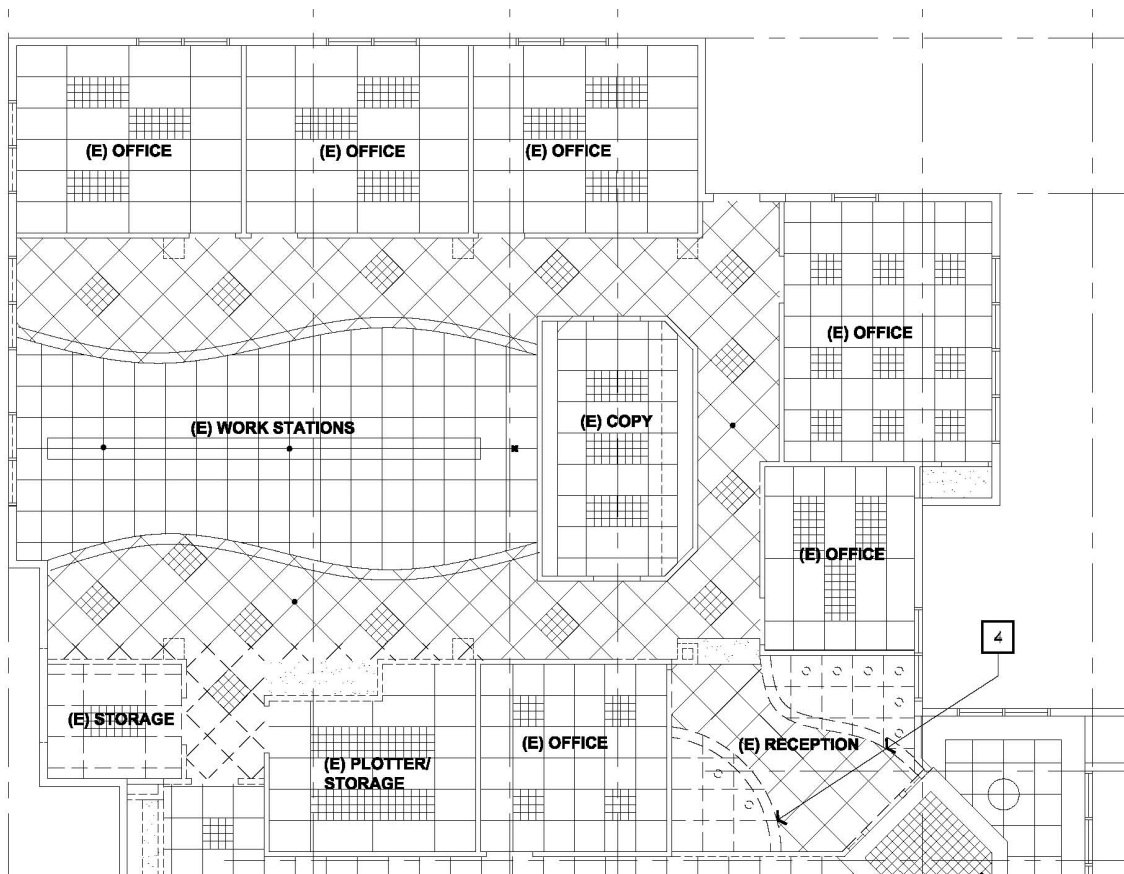 (E) OFFICE
(E) OFFICE
(E) OFFICE
(E) OFFICE
(E) WORK STATIONS
(E) COPY
(E) OFFICE
4
(E) STORAGE
(E) PLOTTER/
STORAGE
(E) OFFICE
(E) RECEPTION